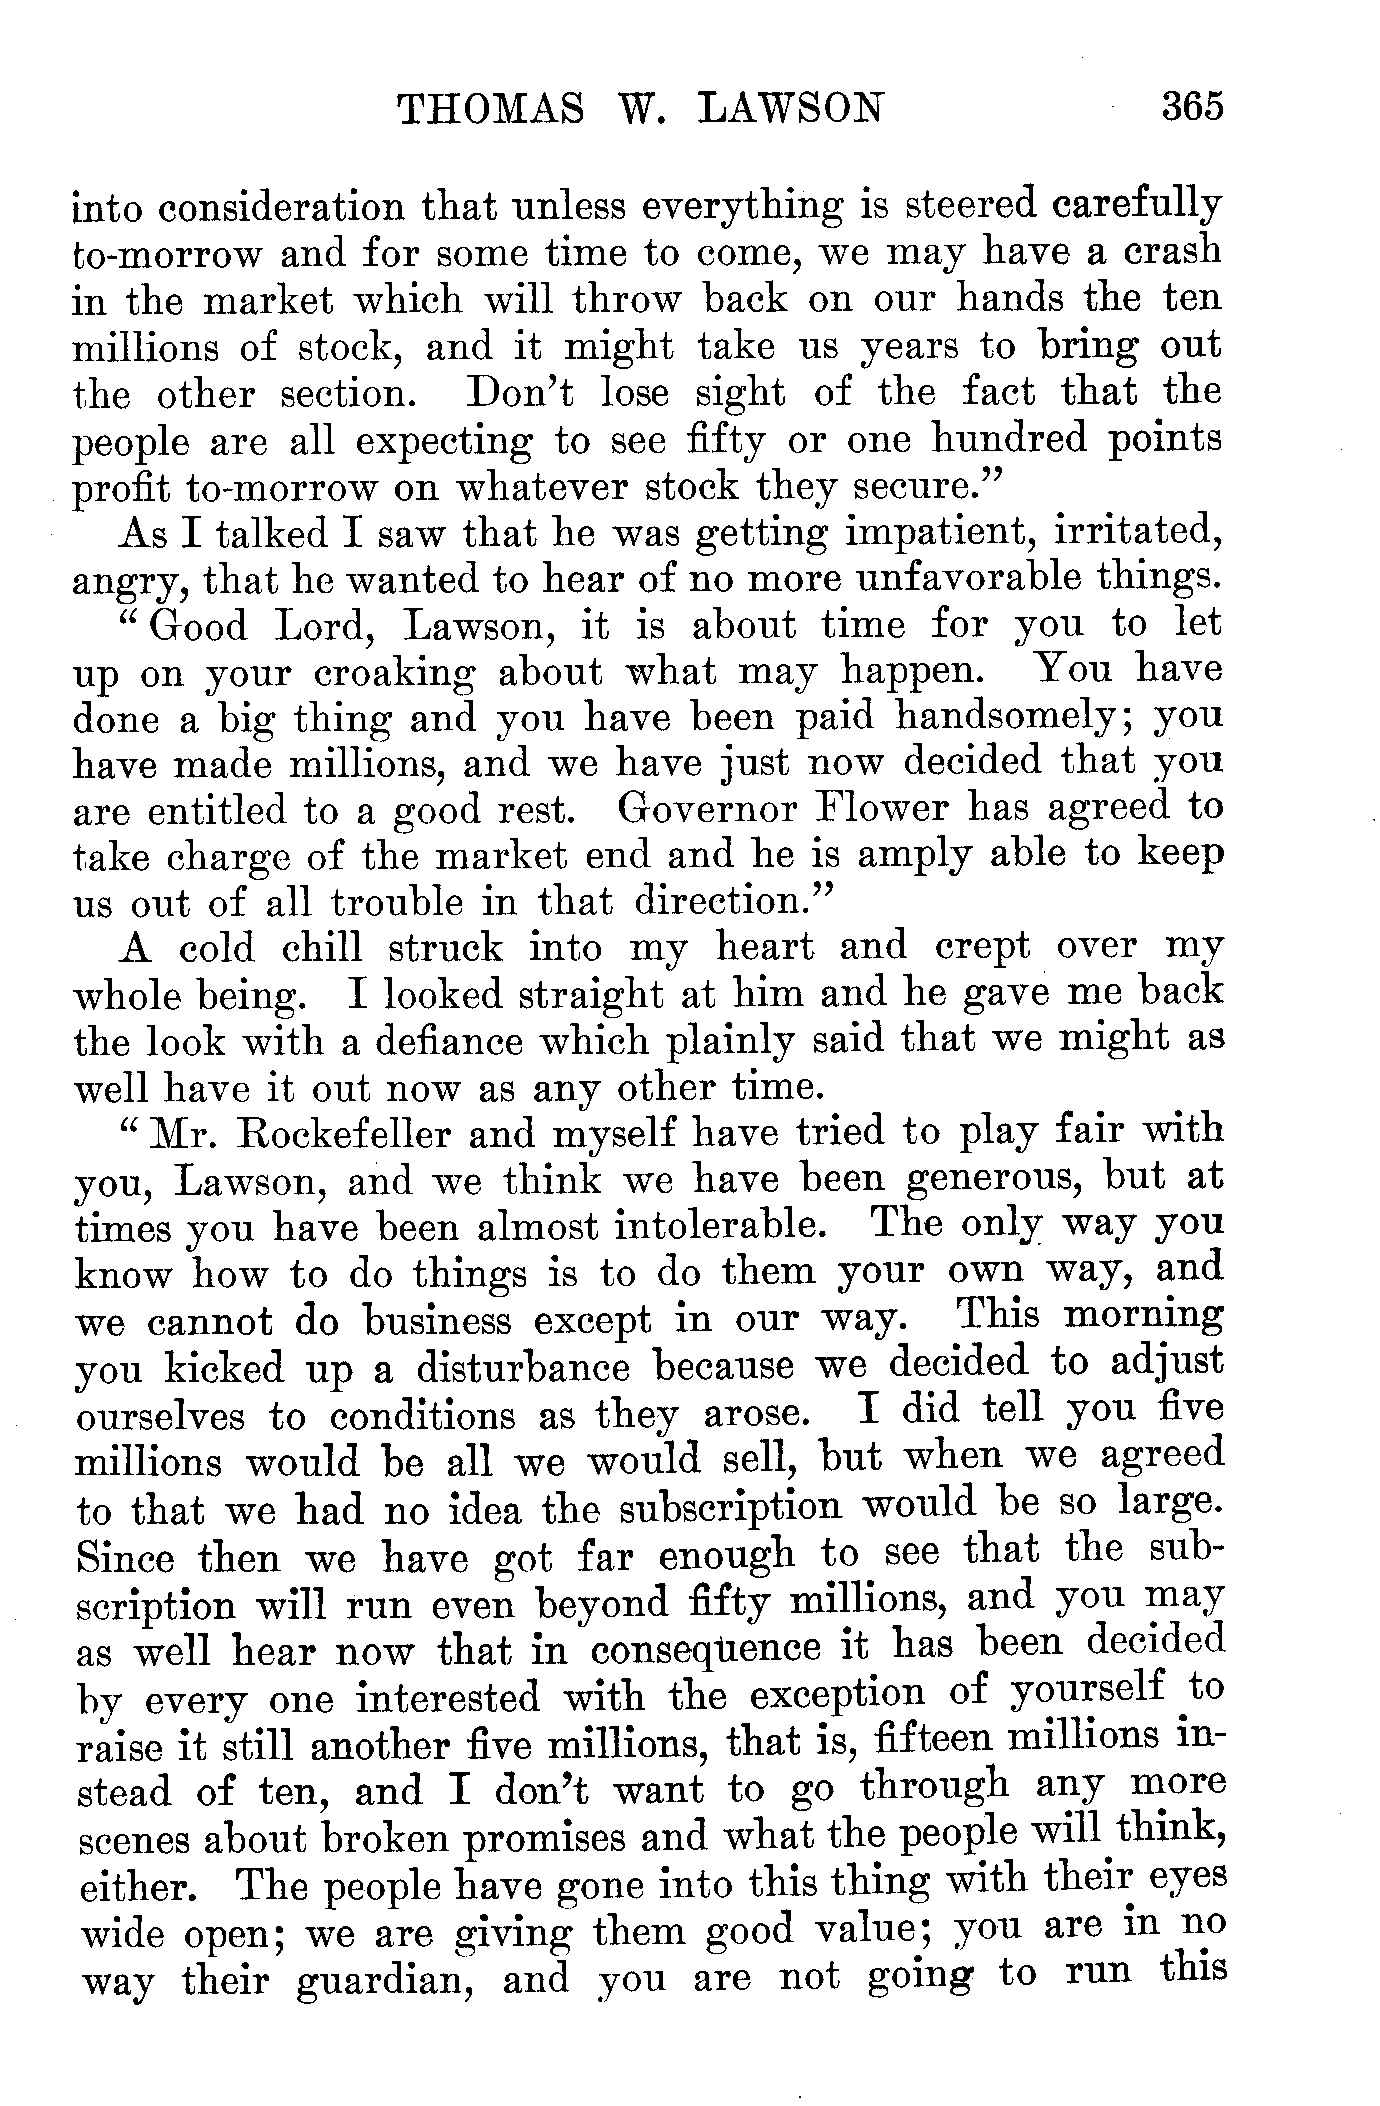 THOMAS W. LAWSON 365
into consideration that unless everything is steered carefully
to-morrow and for some time to come, we may have a crash
in the market which will throw back on our hands the ten
millions of stock, and it might take us years to bring out
the other section. Don't lose sight of the fact that the
people are all expecting to see fifty or one hundred points
profit to-morrow on whatever stock they secure.”
As I talked I saw that he was getting impatient, irritated,
angry, that he wanted to hear of no more unfavorable things.
“ Good Lord, Lawson, it is about time for you to let
up on your croaking about what may happen. You have
done a big thing and you have been paid handsomely; you
have made millions, and we have just now decided that you
are entitled to a good rest. Governor Flower has agreed to
take charge of the market end and he is amply able to keep
us out of all trouble in that direction.”
A cold chill struck into my heart and crept over my
whole being. I looked straight at him and he gave me back
the look with a defiance which plainly said that we might as
well have it out now as any other time.
“ Mr. Rockefeller and myself have tried to play fair with
you, Lawson, and we think we have been generous, but at
times you have been almost intolerable. The only way you
know how to do things is to do them your own way, and
we cannot do business except in our way. This morning
you kicked up a disturbance because we decided to adjust
ourselves to conditions as they arose. I did tell you five
millions would be all we would sell, but when we agreed
to that we had no idea the subscription would be so large.
Since then we have got far enough to see that the sub-
scription will run even beyond fifty millions, and you may
as well hear now that in consequence it has been decided
by every one interested with the exception of yourself to
raise it still another five millions, that is, fifteen millions in-
stead of ten, and I don't want to go through any more
scenes about broken promises and what the people will think,
either. The people have gone into this thing with their eyes
wide open; we are giving them good value; you are in no
way their guardian, and you are not going to run this